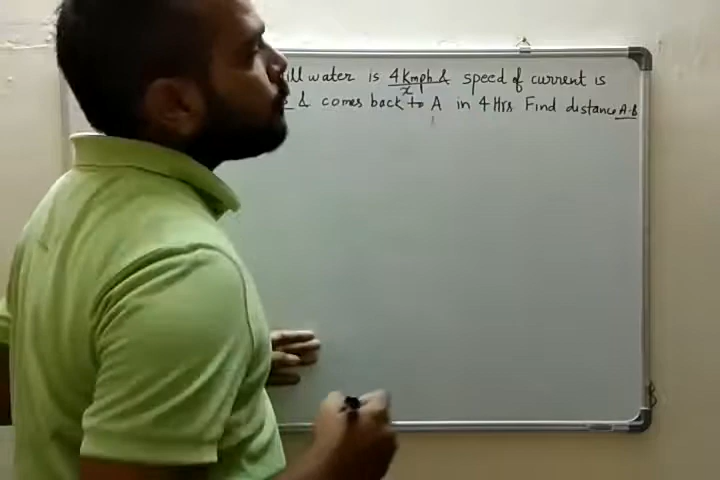 ill water is 4 Kmph & speed of current is
x
& comes back to A in 4 Hrs Find distance A-B